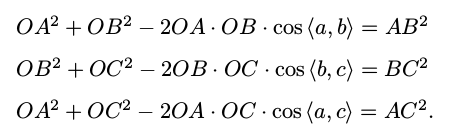 OA² + OB² − 2OA · OB · cos ⟨a, b⟩ = AB²
OB² + OC² − 2OB · OC · cos ⟨b, c⟩ = BC²
OA² + OC² − 2OA · OC · cos ⟨a, c⟩ = AC².